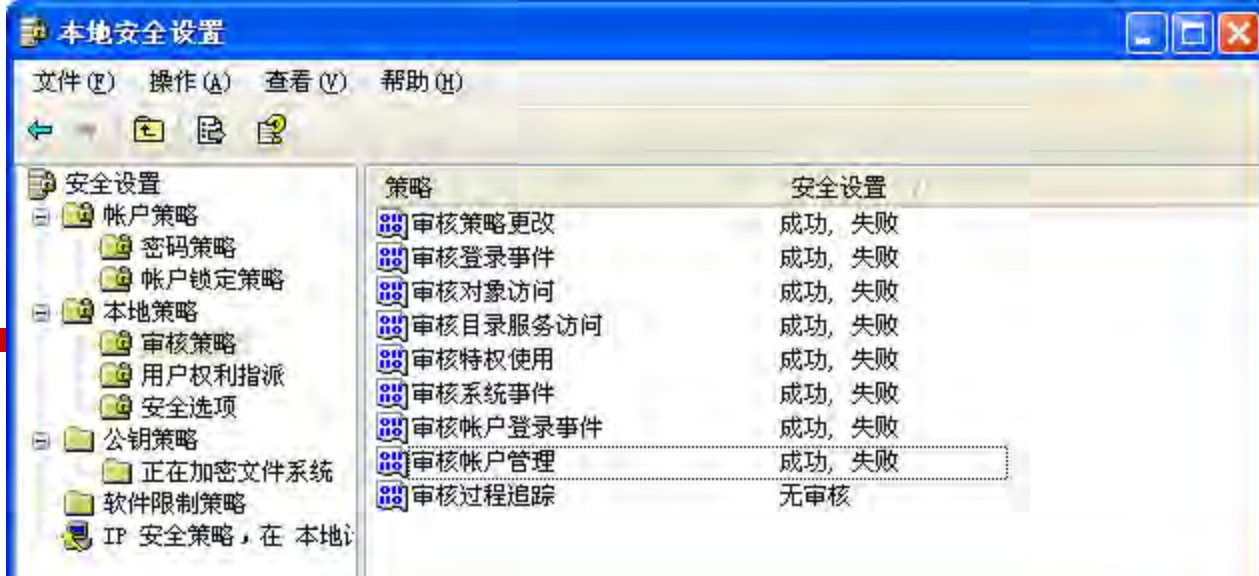 本地安全设置
文件(F) 操作(A) 查看(V) 帮助(H)
安全设置
帐户策略
密码策略
帐户锁定策略
本地策略
审核策略
用户权利指派
安全选项
公钥策略
正在加密文件系统
软件限制策略
IP 安全策略，在 本地
策略 安全设置
审核策略更改 成功, 失败
审核登录事件 成功, 失败
审核对象访问 成功, 失败
审核目录服务访问 成功, 失败
审核特权使用 成功, 失败
审核系统事件 成功, 失败
审核帐户登录事件 成功, 失败
审核帐户管理 成功, 失败
审核过程追踪 无审核